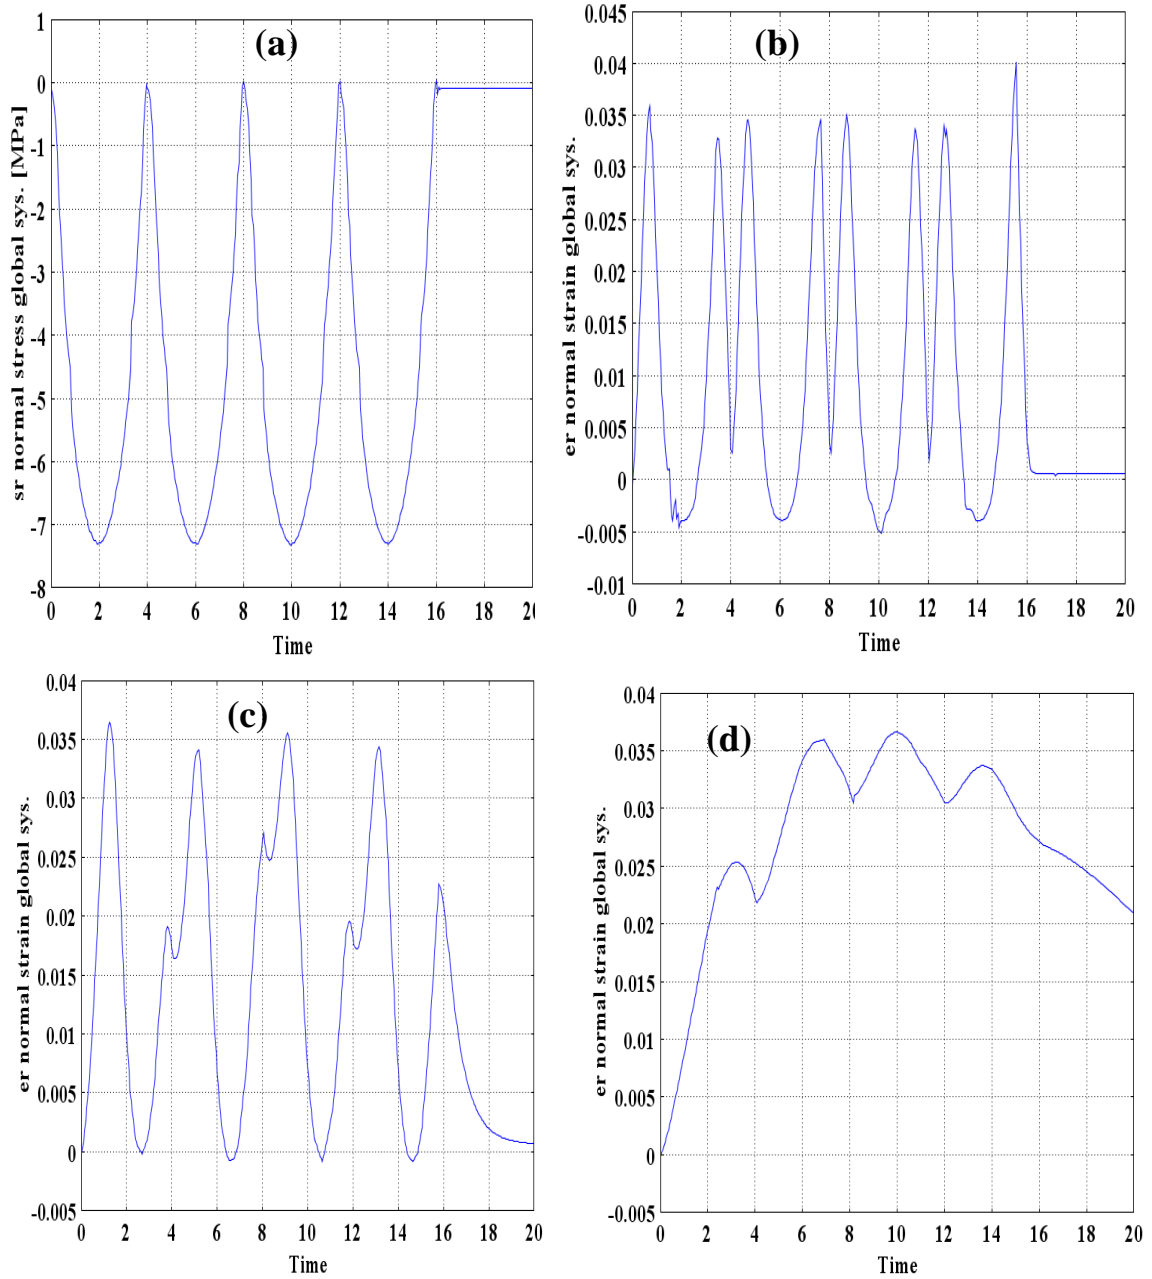 (a)
1
0
-1
-2
-3
-4
-5
-6
-7
-8
sr normal stress global sys. [MPa]
0 2 4 6 8 10 12 14 16 18 20
Time
(b)
0.045
0.04
0.035
0.03
0.025
0.02
0.015
0.01
0.005
0
-0.005
-0.01
er normal strain global sys.
0 2 4 6 8 10 12 14 16 18 20
Time
(c)
0.04
0.035
0.03
0.025
0.02
0.015
0.01
0.005
0
-0.005
er normal strain global sys.
0 2 4 6 8 10 12 14 16 18 20
Time
(d)
0.04
0.035
0.03
0.025
0.02
0.015
0.01
0.005
0
-0.005
er normal strain global sys.
0 2 4 6 8 10 12 14 16 18 20
Time